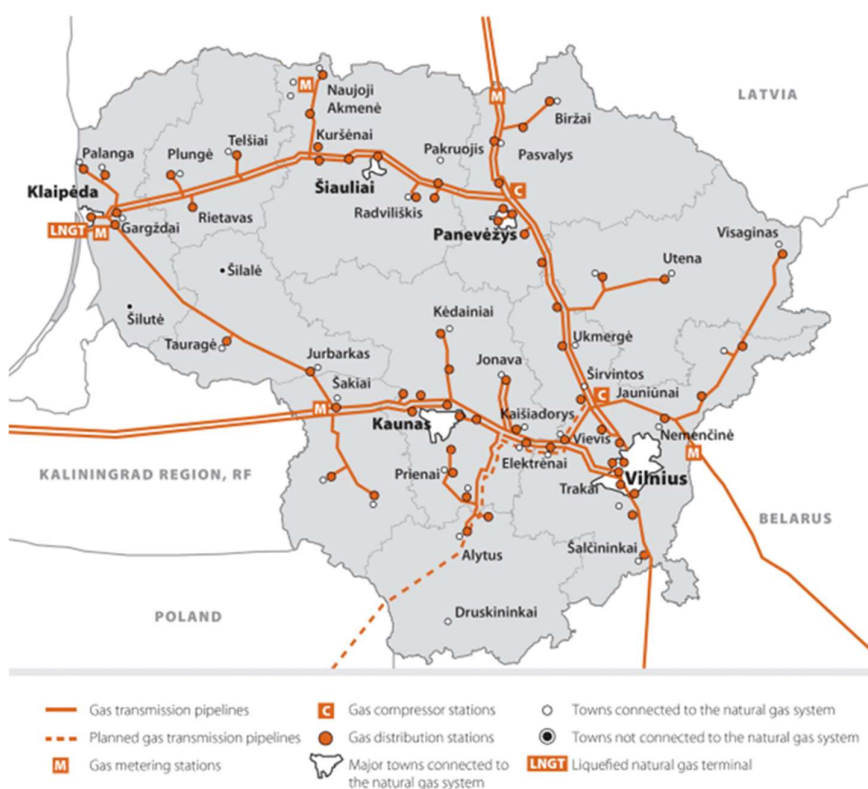 M
M
LATVIA
Naujoji
Akmenė
Biržai
Telšiai
Kuršėnai
Pakruojis
Pasvalys
Palanga
Plungė
Klaipėda
Šiauliai
C
Radviliškis
Rietavas
LNGT
M
Gargždai
Panevėžys
Visaginas
Utena
Šilalė
Šilutė
Kėdainiai
Ukmergė
Tauragė
Jurbarkas
Jonava
Širvintos
Šakiai
C
Jauniūnai
M
Kaunas
Kaišiadorys
Vievis
Nemenčinė
M
KALININGRAD REGION, RF
Prienai
Elektrėnai
Vilnius
Trakai
BELARUS
Alytus
Šalčininkai
POLAND
Druskininkai
Gas transmission pipelines
C Gas compressor stations
Towns connected to the natural gas system
Planned gas transmission pipelines
Gas distribution stations
Towns not connected to the natural gas system
M Gas metering stations
Major towns connected to
the natural gas system
LNGT Liquefied natural gas terminal